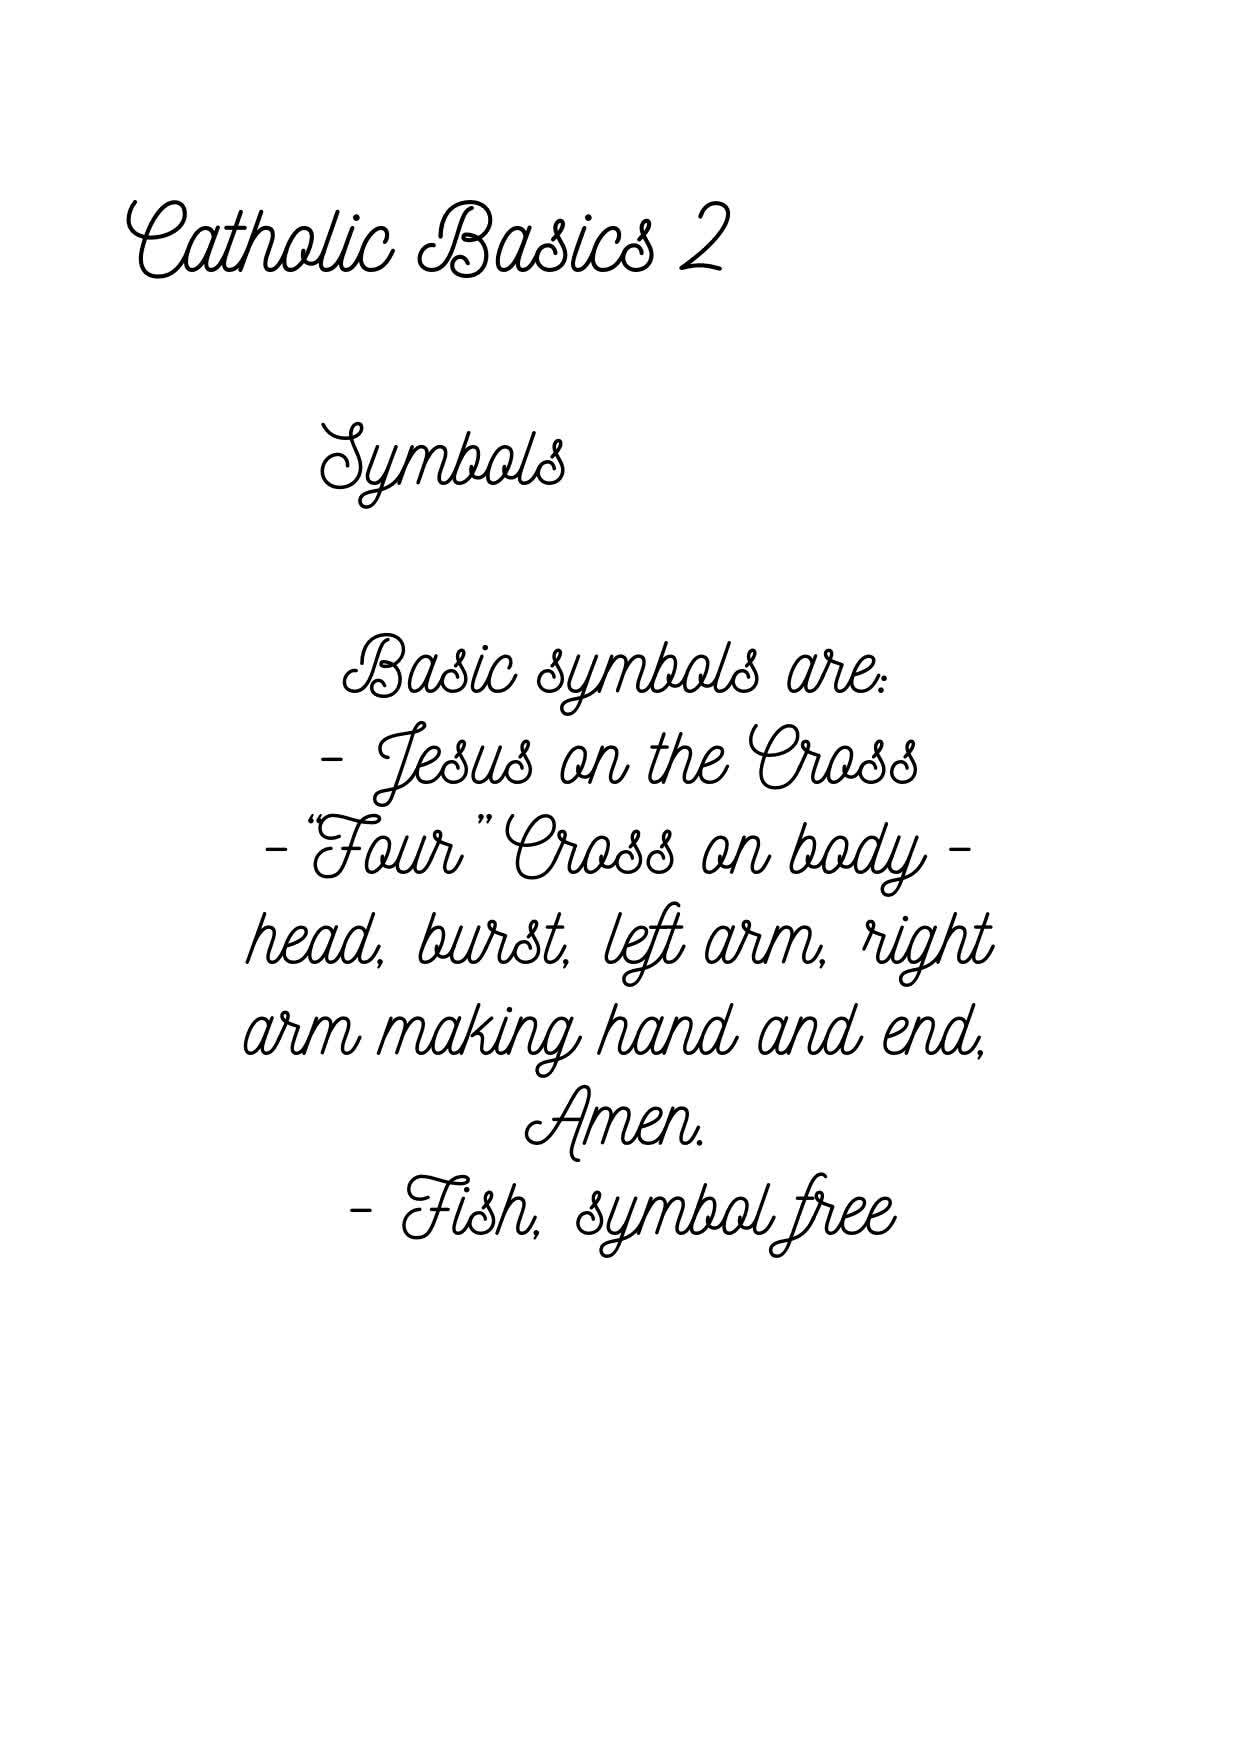 Catholic Basics 2
Symbols
Basic symbols are:
- Jesus on the Cross
- “Four” Cross on body -
head, burst, left arm, right
arm making hand and end,
Amen.
- Fish, symbol free